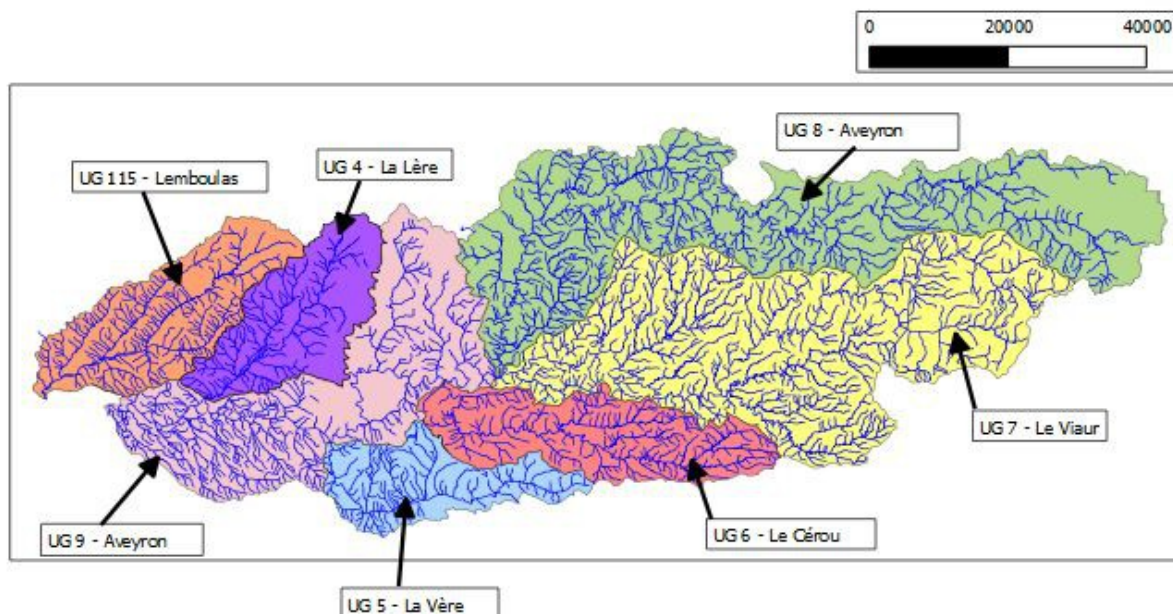 0 20000 40000
UG 8 - Aveyron
UG 4 - La Lère
UG 115 - Lemboulas
UG 7 - Le Viaur
UG 9 - Aveyron
UG 6 - Le Cérou
UG 5 - La Vère